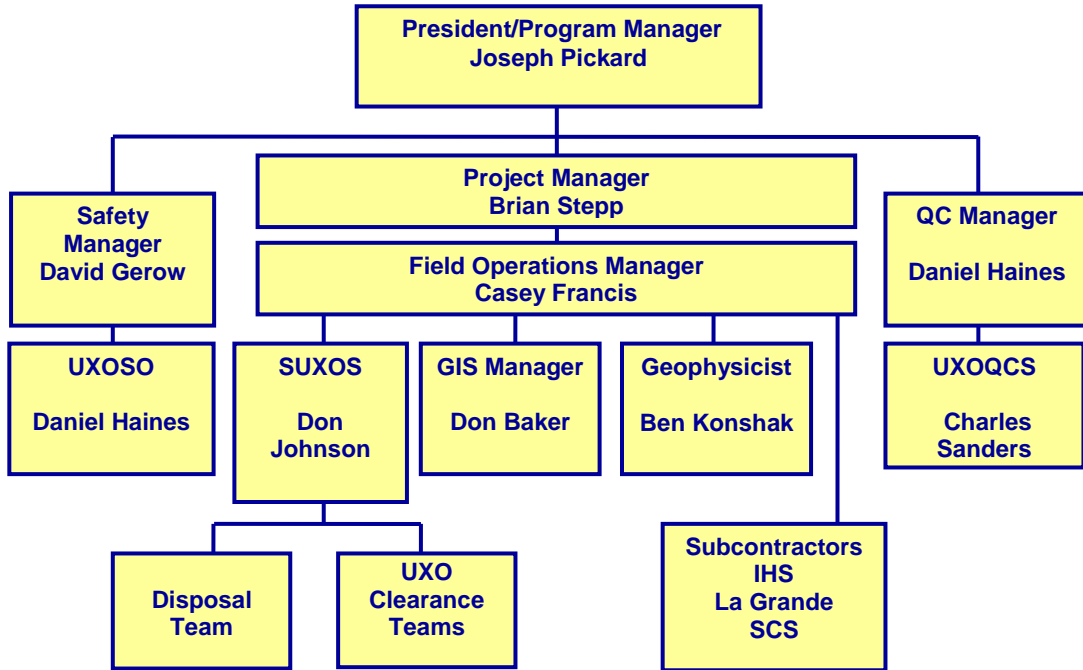 President/Program Manager
Joseph Pickard
Project Manager
Brian Stepp
Safety
Manager
David Gerow
QC Manager
Daniel Haines
Field Operations Manager
Casey Francis
UXOSO
Daniel Haines
SUXOS
Don
Johnson
GIS Manager
Don Baker
Geophysicist
Ben Konshak
UXOQCS
Charles
Sanders
Disposal
Team
UXO
Clearance
Teams
Subcontractors
IHS
La Grande
SCS